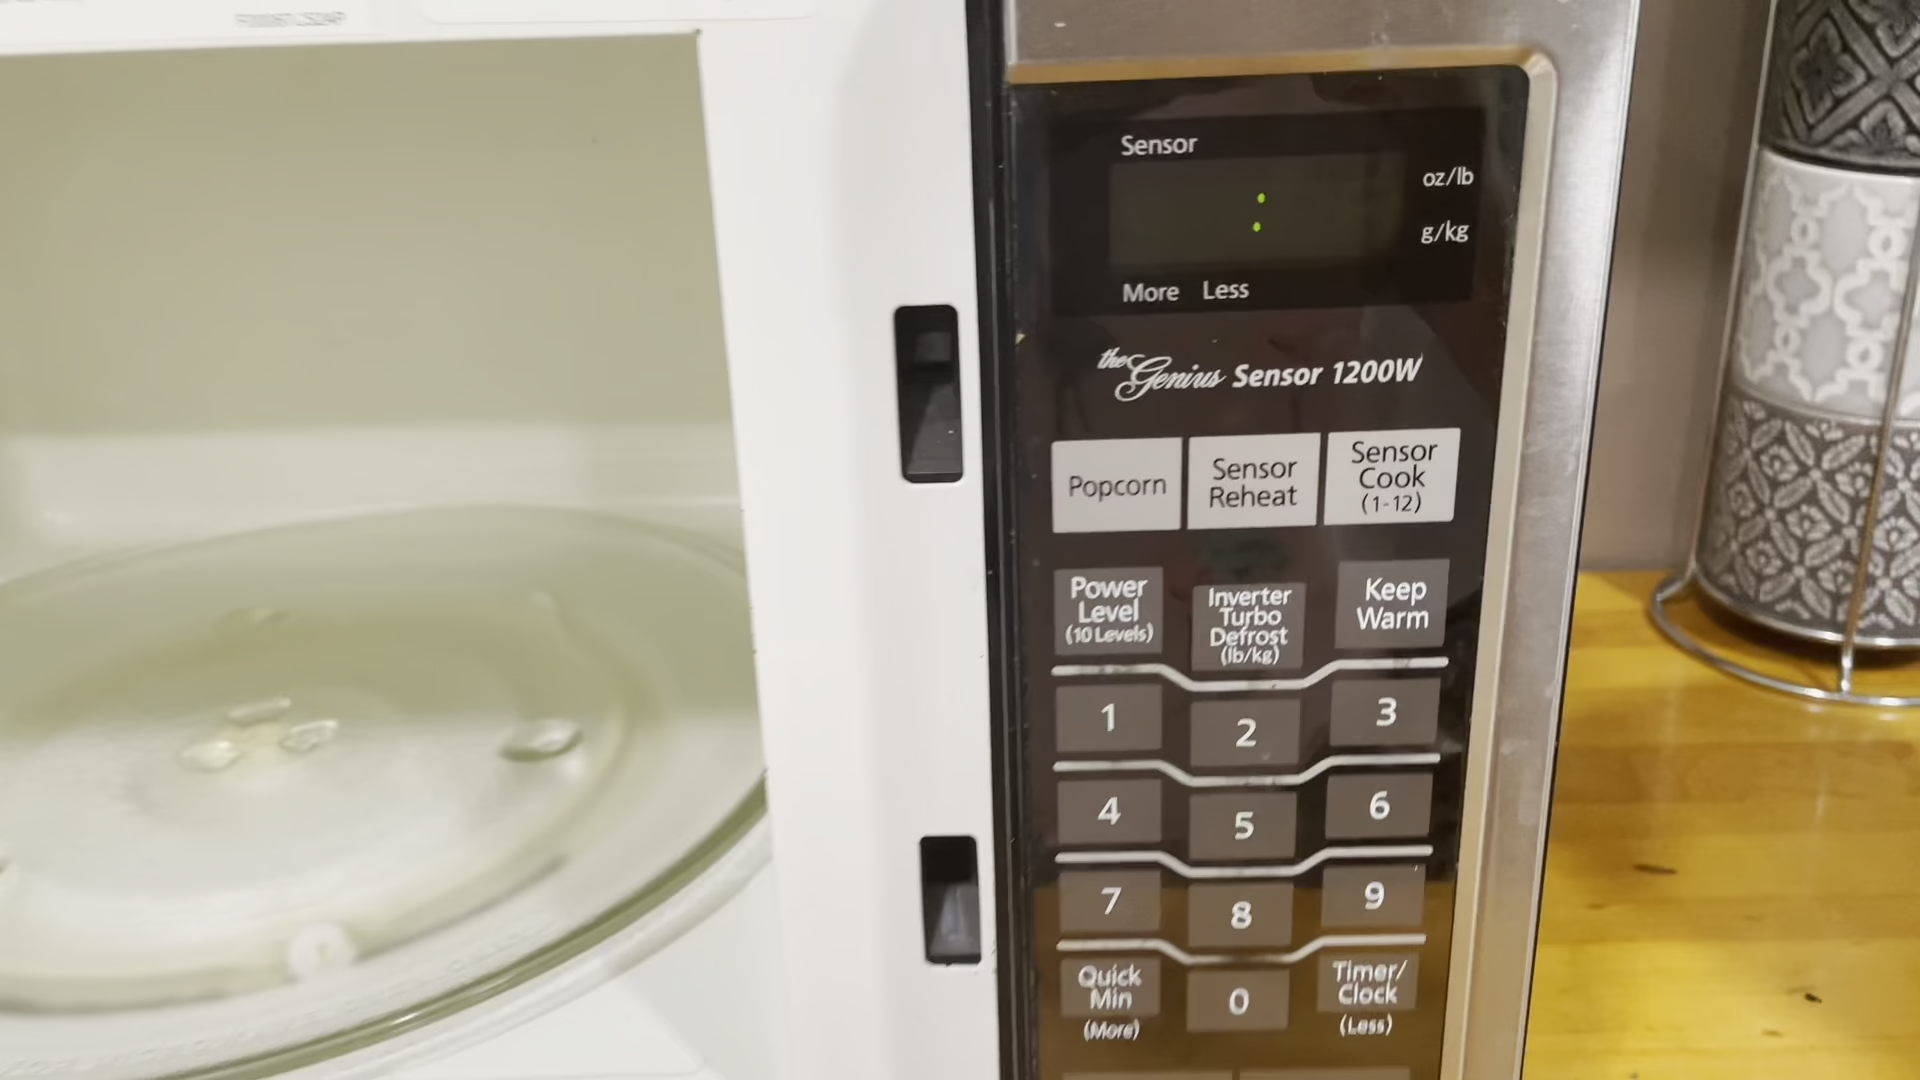 Sensor
:
oz/lb
g/kg
More Less
the Genius Sensor 1200W
Popcorn
Sensor
Reheat
Sensor
Cook
(1-12)
Power
Level
(10 Levels)
Inverter
Turbo
Defrost
(lb/kg)
Keep
Warm
1
2
3
4
5
6
7
8
9
Quick
Min
(More)
0
Timer/
Clock
(Less)